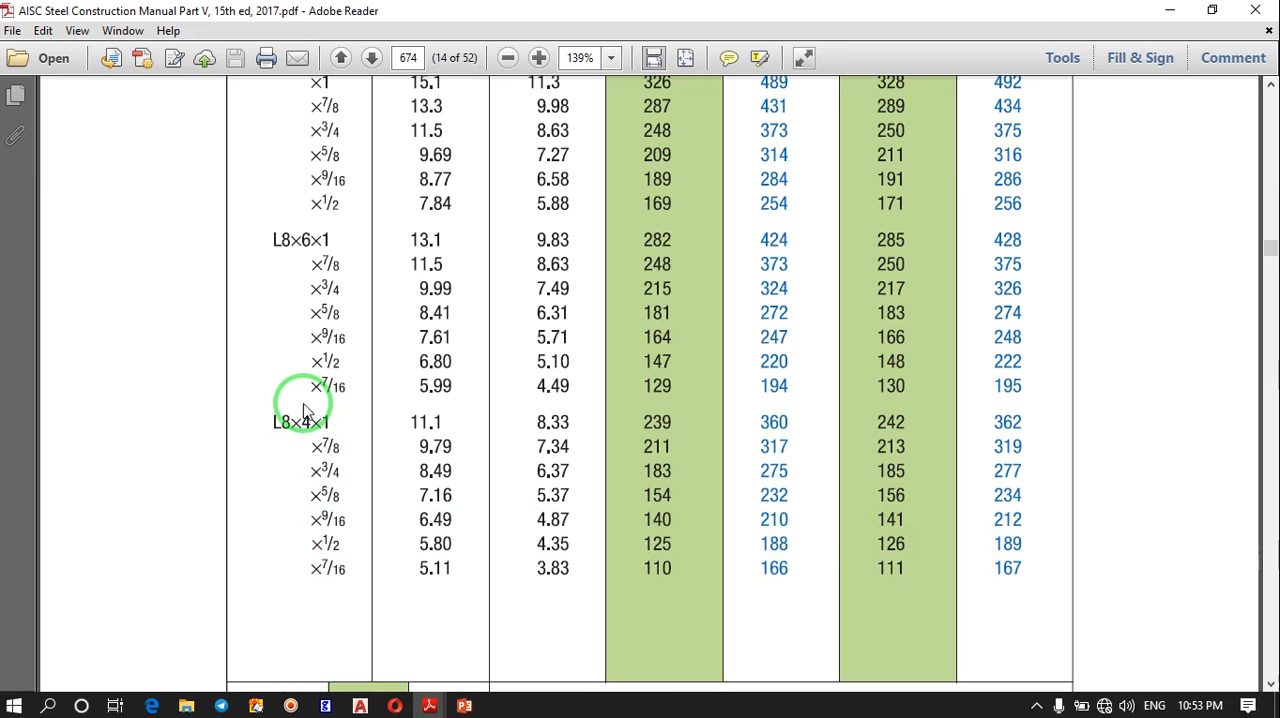 AISC Steel Construction Manual Part V, 15th ed, 2017.pdf - Adobe Reader
File Edit View Window Help
Open 674 (14 of 52) 139% Tools Fill & Sign Comment
×1 15.1 11.3 326 489 328 492
×7/8 13.3 9.98 287 431 289 434
×3/4 11.5 8.63 248 373 250 375
×5/8 9.69 7.27 209 314 211 316
×9/16 8.77 6.58 189 284 191 286
×1/2 7.84 5.88 169 254 171 256
L8×6×1 13.1 9.83 282 424 285 428
×7/8 11.5 8.63 248 373 250 375
×3/4 9.99 7.49 215 324 217 326
×5/8 8.41 6.31 181 272 183 274
×9/16 7.61 5.71 164 247 166 248
×1/2 6.80 5.10 147 220 148 222
×7/16 5.99 4.49 129 194 130 195
L8×4×1 11.1 8.33 239 360 242 362
×7/8 9.79 7.34 211 317 213 319
×3/4 8.49 6.37 183 275 185 277
×5/8 7.16 5.37 154 232 156 234
×9/16 6.49 4.87 140 210 141 212
×1/2 5.80 4.35 125 188 126 189
×7/16 5.11 3.83 110 166 111 167
10:53 PM